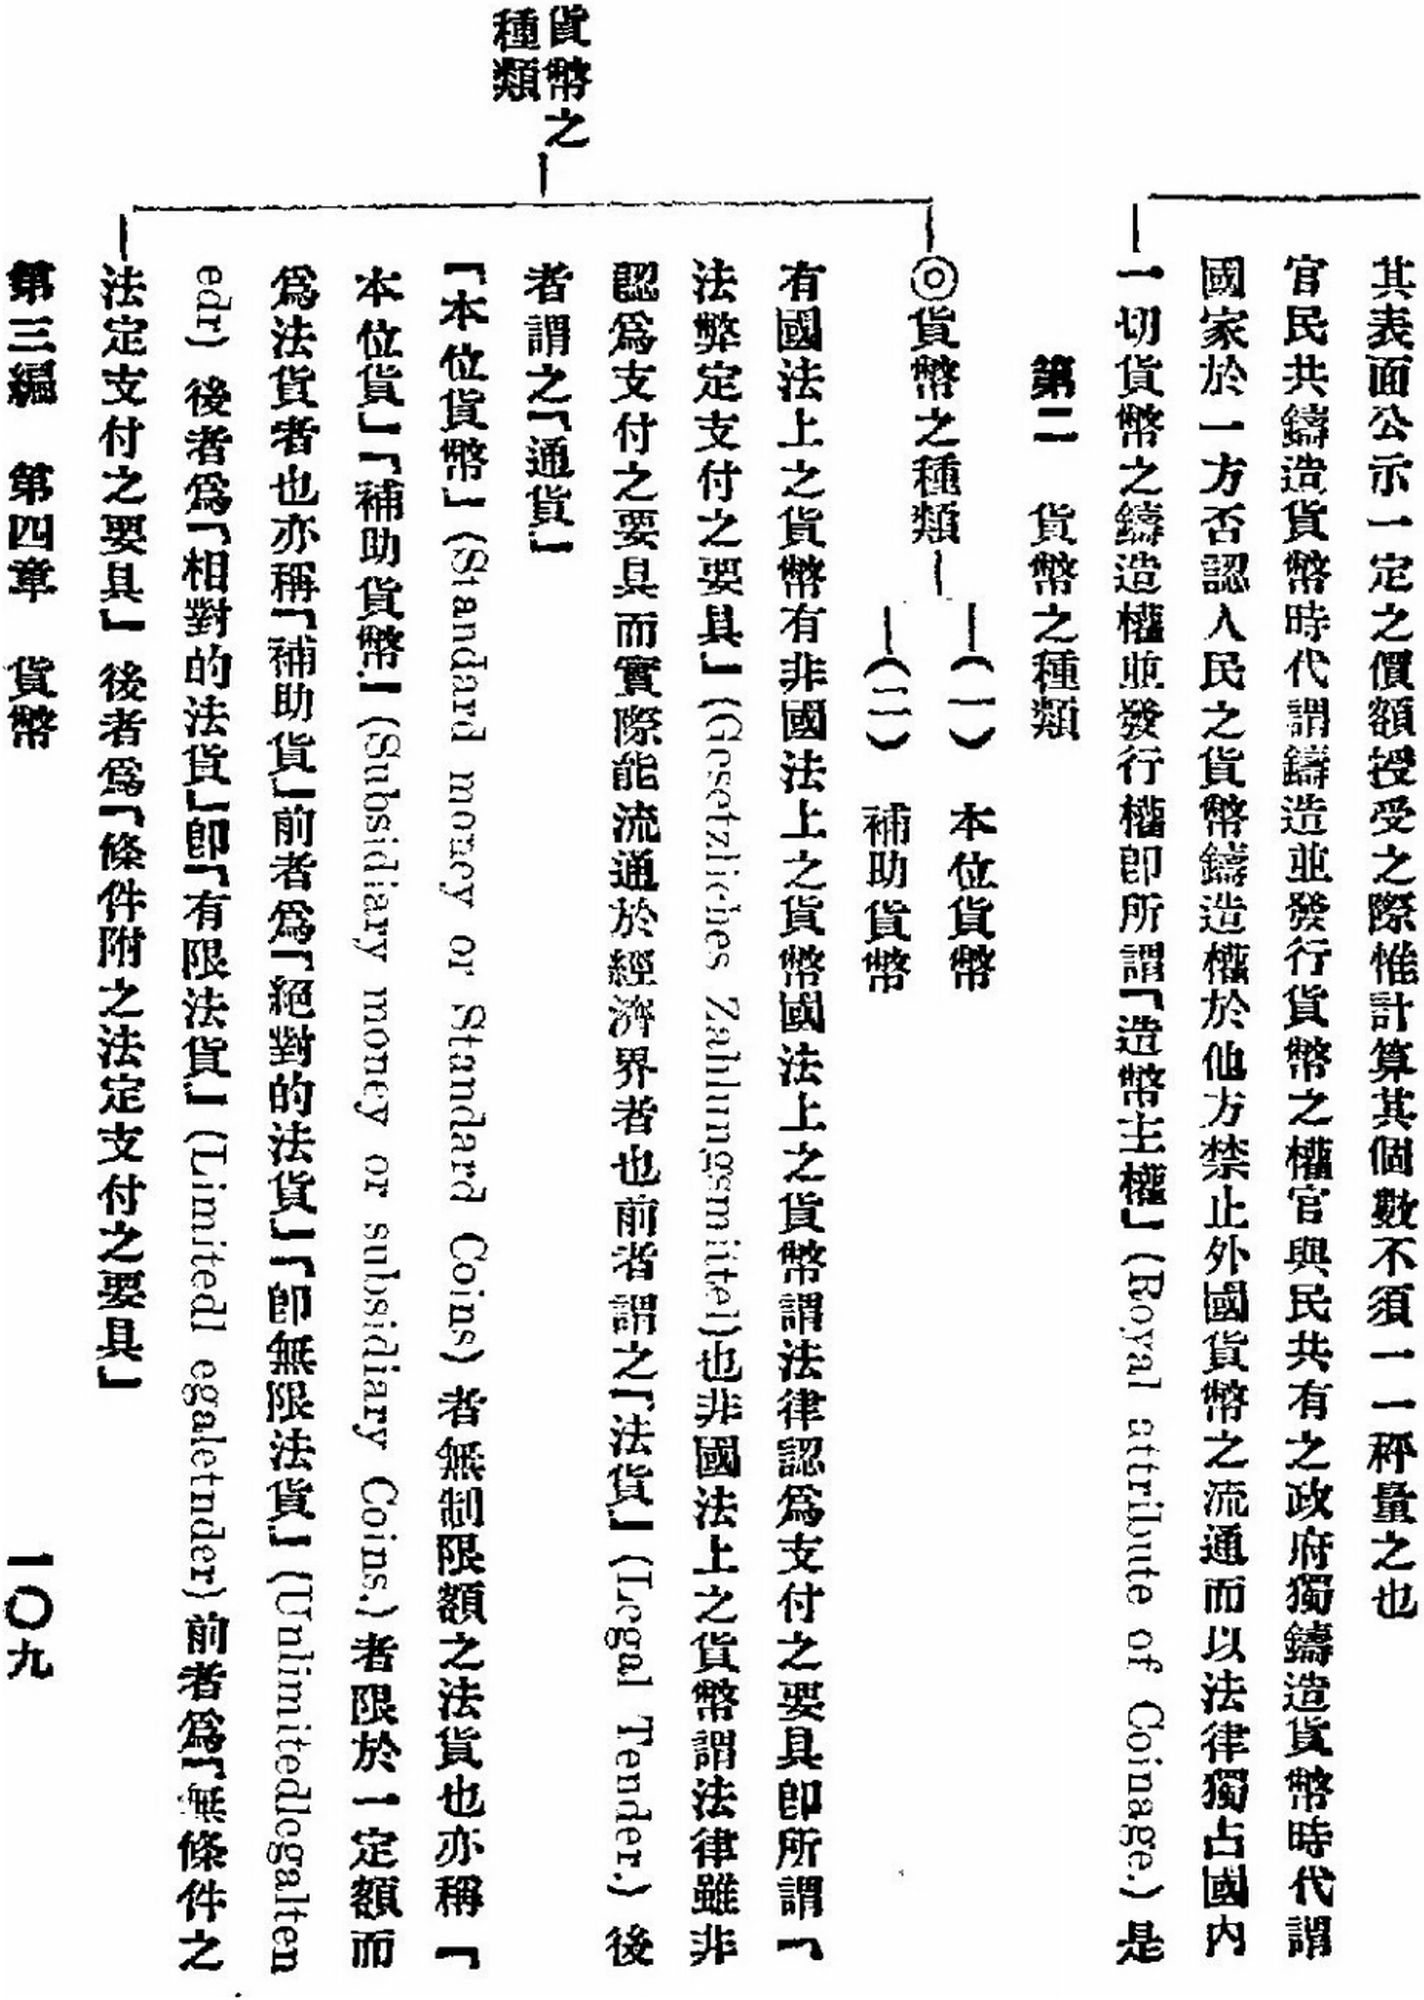 其表面公示一定之價額授受之際惟計算其個數不須一一秤量之也
官民共鑄造貨幣時代謂鑄造並發行貨幣之權官與民共有之政府獨鑄造貨幣時代謂
國家於一方否認人民之貨幣鑄造權於他方禁止外國貨幣之流通而以法律獨占國內
一切貨幣之鑄造權並發行權卽所謂「造幣主權」(Royal attribute of Coinage.)是
第二 貨幣之種類
◎貨幣之種類
(一) 本位貨幣
(二) 補助貨幣
有國法上之貨幣有非國法上之貨幣國法上之貨幣謂法律認爲支付之要具卽所謂「
法弊定支付之要具」(Gesetzliches Zahlungsmittel)也非國法上之貨幣謂法律雖非
認爲支付之要具而實際能流通於經濟界者也前者謂之「法貨」(Legal Tender.)後
者謂之「通貨」
貨幣之
種類
「本位貨幣」(Standard money or Standard Coins)者無制限額之法貨也亦稱「
本位貨」「補助貨幣」(Subsidiary money or subsidiary Coins.)者限於一定額而
爲法貨者也亦稱「補助貨」前者爲「絕對的法貨」「卽無限法貨」(Unlimitedlegalten
edr)後者爲「相對的法貨」卽「有限法貨」(Limitedl egaletnder)前者爲「無條件之
法定支付之要具」後者爲「條件附之法定支付之要具」
第三編 第四章 貨幣
一〇九